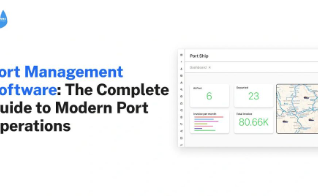 ort Management
oftware: The Complete
uide to Modern Port
perations
Port Ship
6
23
80.66K